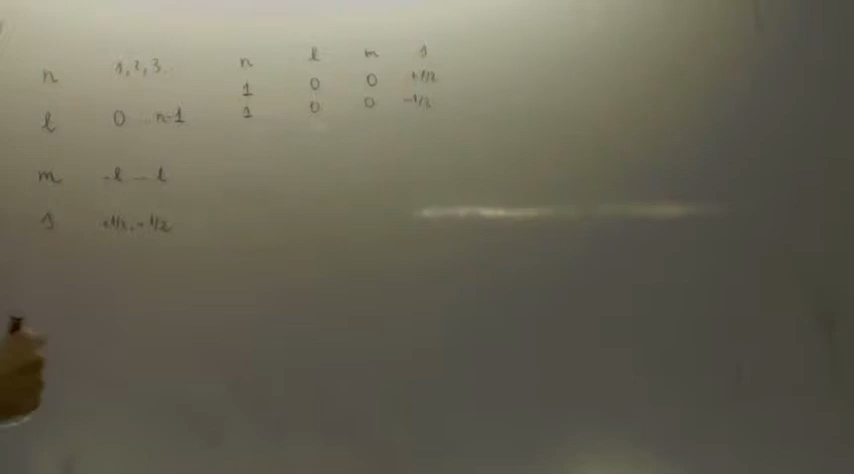 n 1, 2, 3..
l 0 ... n-1
m -l — l
s +1/2, -1/2
n l m s
1 0 0 +1/2
1 0 0 -1/2